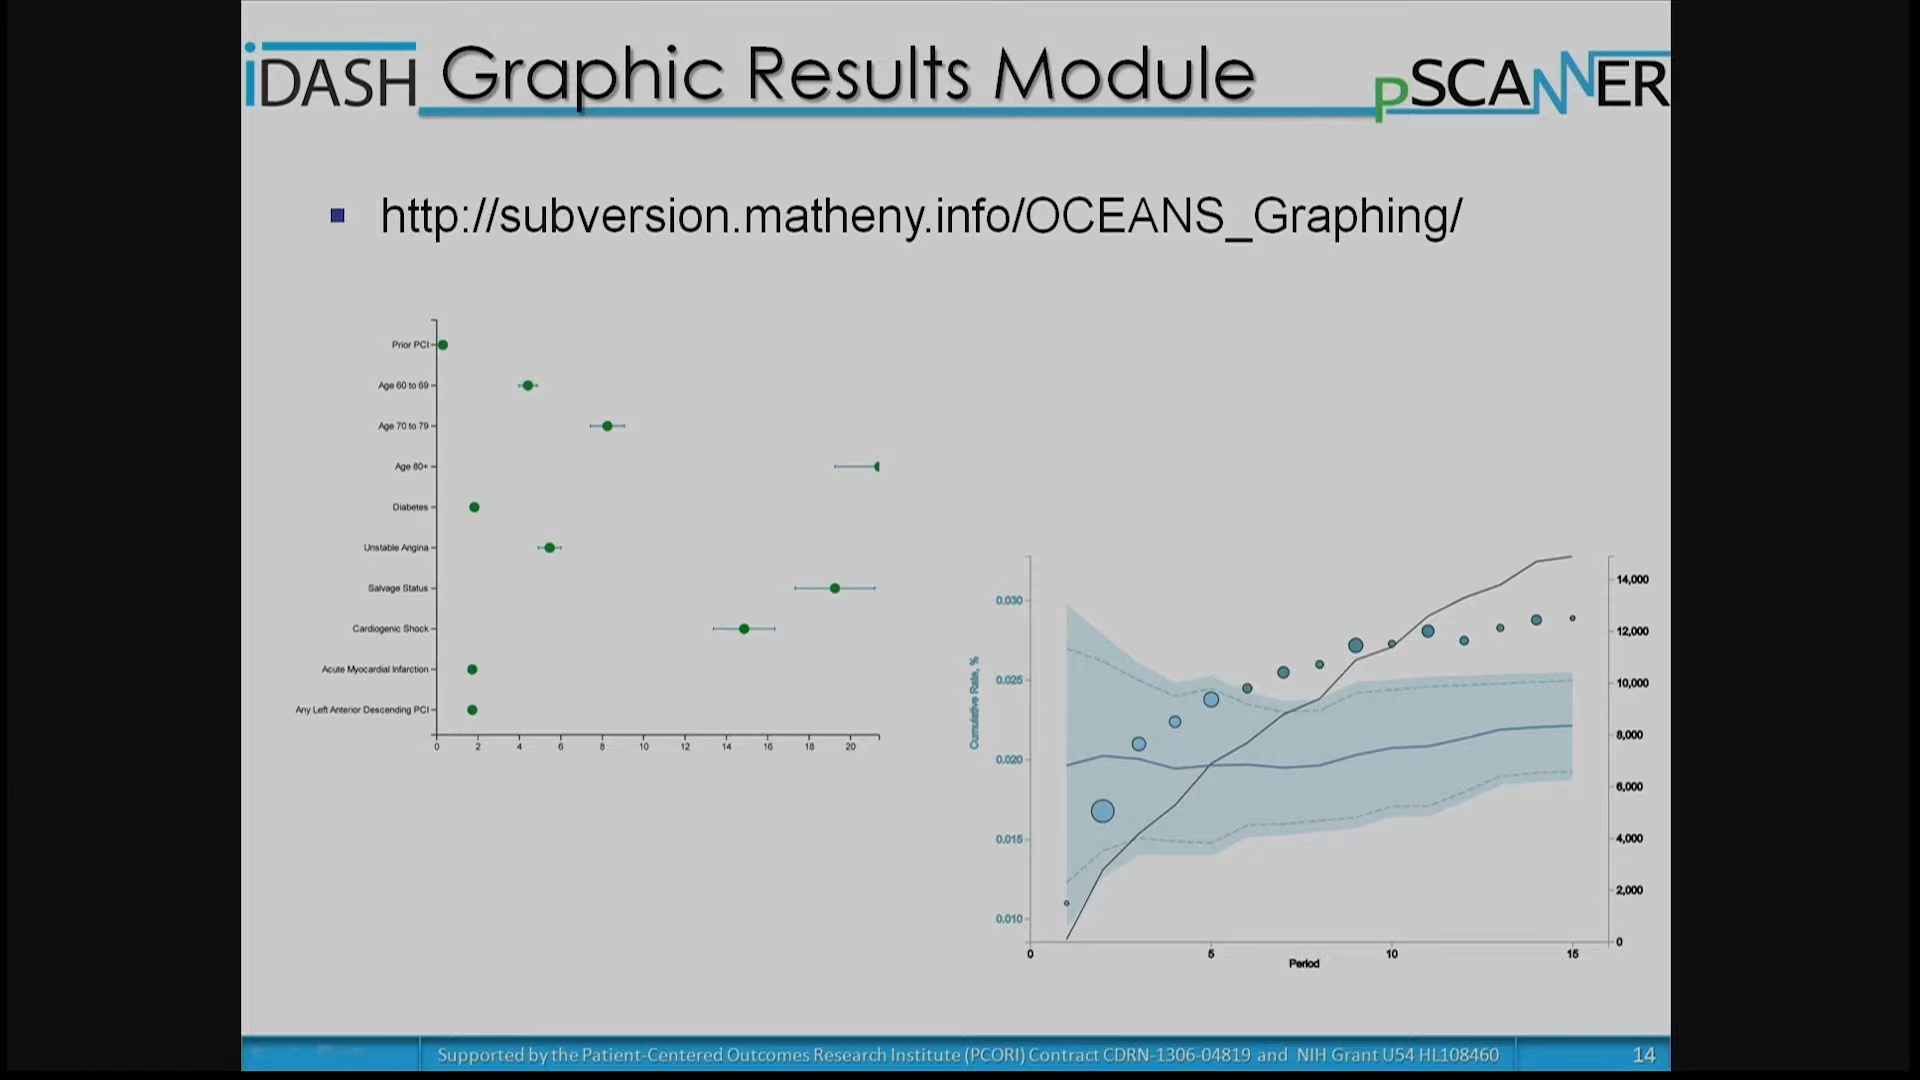 iDASH
Graphic Results Module
pSCANNER
http://subversion.matheny.info/OCEANS_Graphing/
Prior PCI
Age 60 to 69
Age 70 to 79
Age 80+
Diabetes
Unstable Angina
Salvage Status
Cardiogenic Shock
Acute Myocardial Infarction
Any Left Anterior Descending PCI
0 2 4 6 8 10 12 14 16 18 20
Cumulative Rate, %
0.030
0.025
0.020
0.015
0.010
14,000
12,000
10,000
8,000
6,000
4,000
2,000
0
0 5 10 15
Period
Supported by the Patient-Centered Outcomes Research Institute (PCORI) Contract CDRN-1306-04819 and NIH Grant U54 HL108460
14